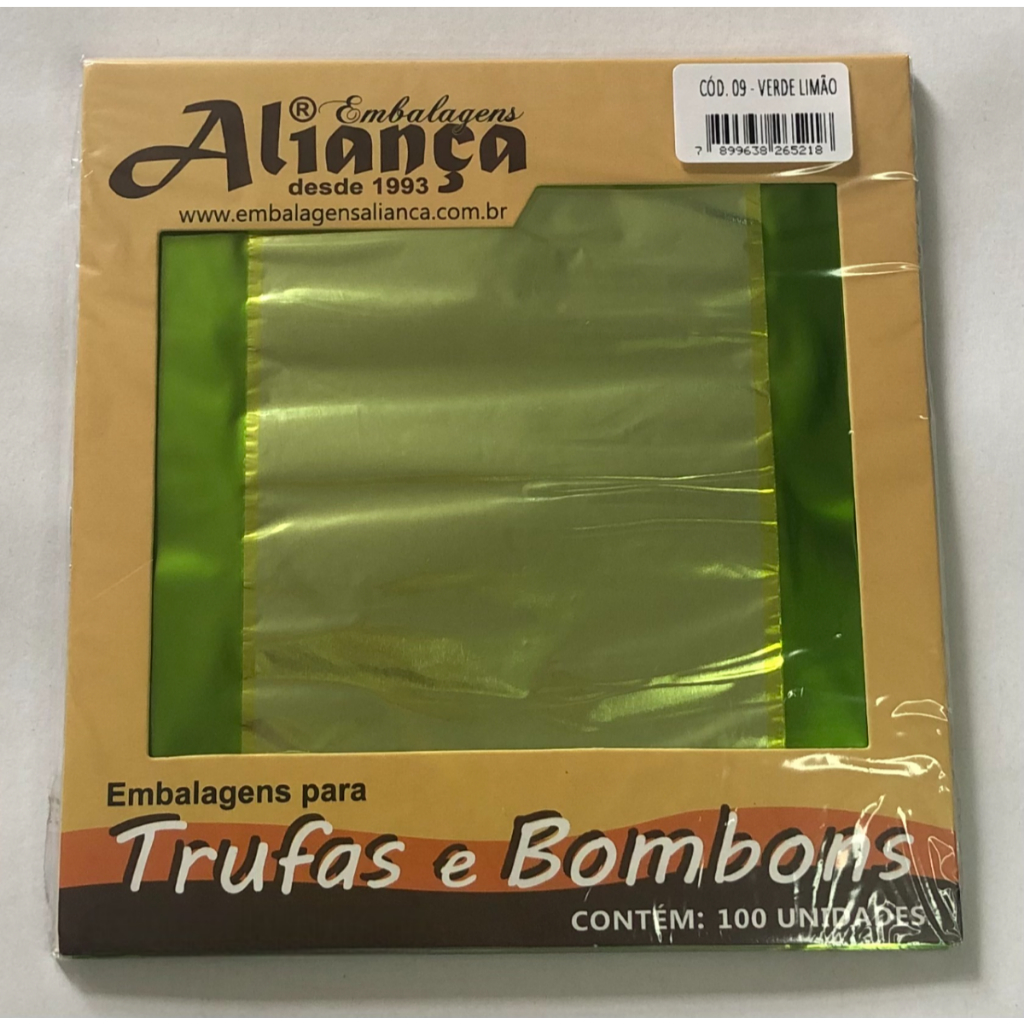 CÓD. 09 - VERDE LIMÃO
7 899638 265218
Embalagens
Aliança®
desde 1993
www.embalagensalianca.com.br
Embalagens para
Trufas e Bombons
CONTÉM: 100 UNIDADES